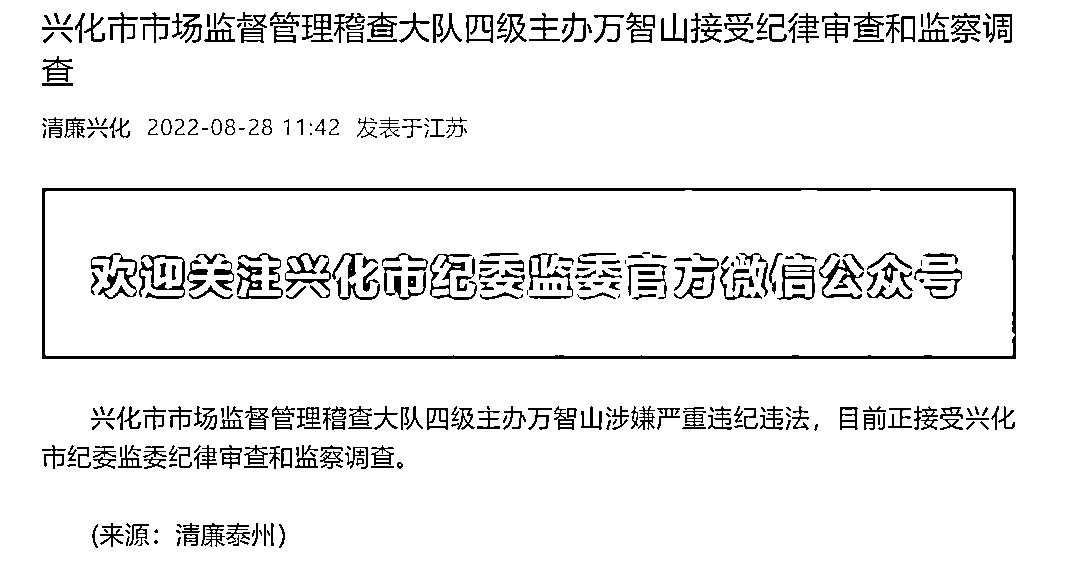 兴化市市场监督管理稽查大队四级主办万智山接受纪律审查和监察调
查
清廉兴化 2022-08-28 11:42 发表于江苏
欢迎关注兴化市纪委监委官方微信公众号
兴化市市场监督管理稽查大队四级主办万智山涉嫌严重违纪违法，目前正接受兴化
市纪委监委纪律审查和监察调查。
(来源：清廉泰州)